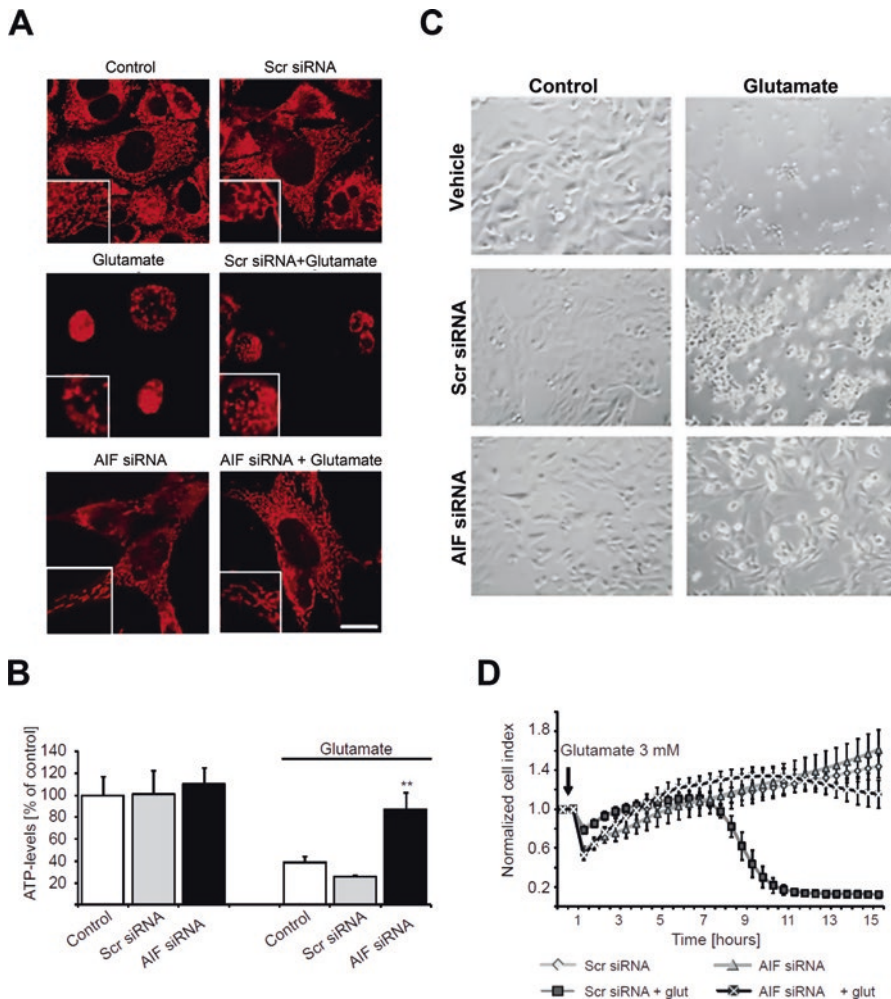 A
Control
Scr siRNA
Glutamate
Scr siRNA+Glutamate
AIF siRNA
AIF siRNA + Glutamate
B
ATP-levels [% of control]
140
120
100
80
60
40
20
Glutamate
**
Control
Scr siRNA
AIF siRNA
Control
Scr siRNA
AIF siRNA
C
Control
Glutamate
Vehicle
Scr siRNA
AIF siRNA
D
Normalized cell index
1.8
1.4
1.0
0.6
0.2
Glutamate 3 mM
1 3 5 7 9 11 13 15
Time [hours]
Scr siRNA
AIF siRNA
Scr siRNA + glut
AIF siRNA + glut